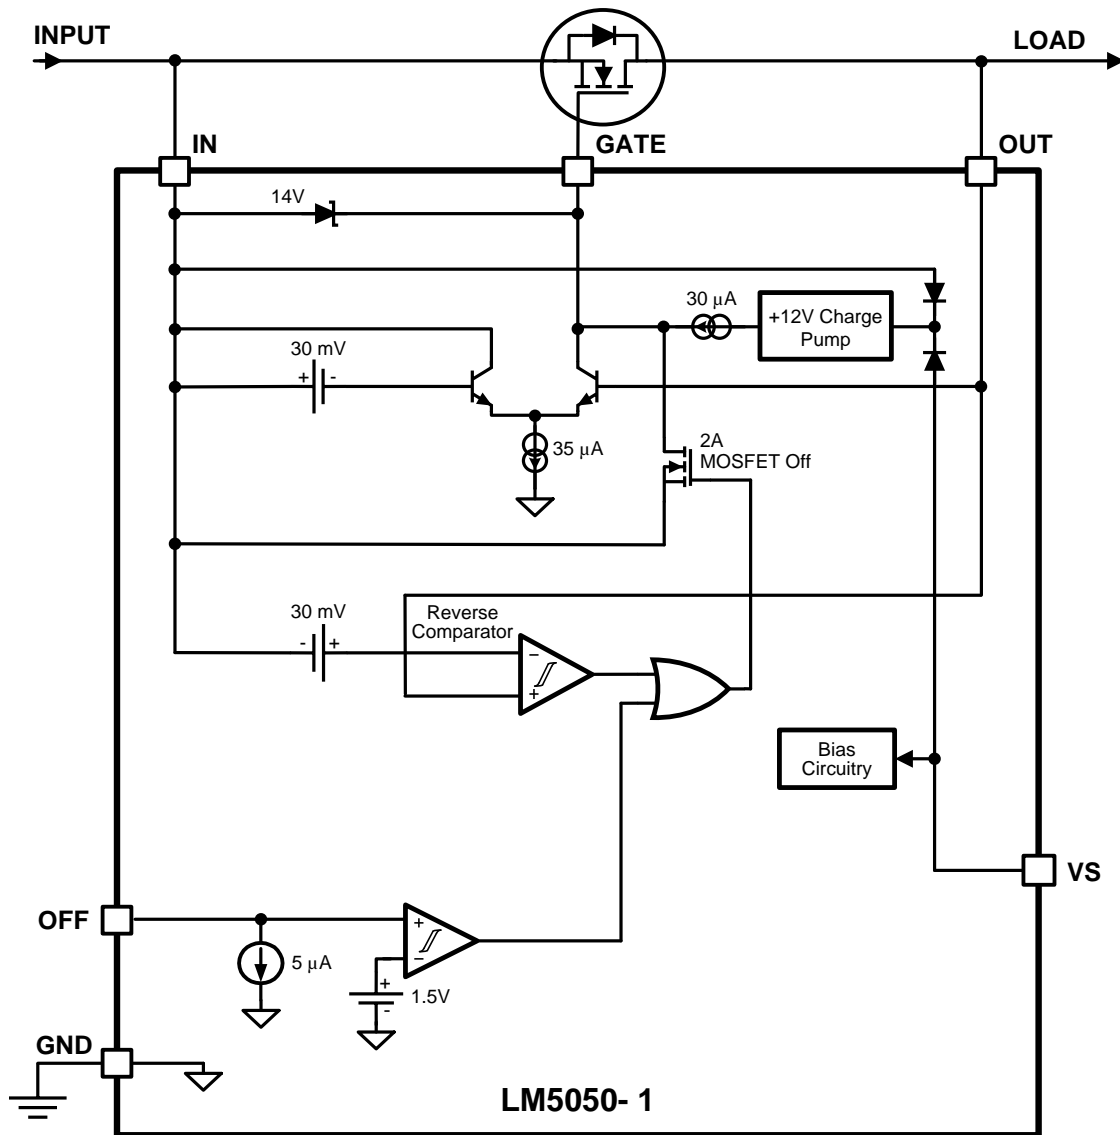 INPUT
LOAD
IN
GATE
OUT
14V
30 µA
+12V Charge
Pump
30 mV
+ -
35 µA
2A
MOSFET Off
30 mV
- +
Reverse
Comparator
−
+
Bias
Circuitry
VS
OFF
+
−
5 µA
+
1.5V
-
GND
LM5050- 1